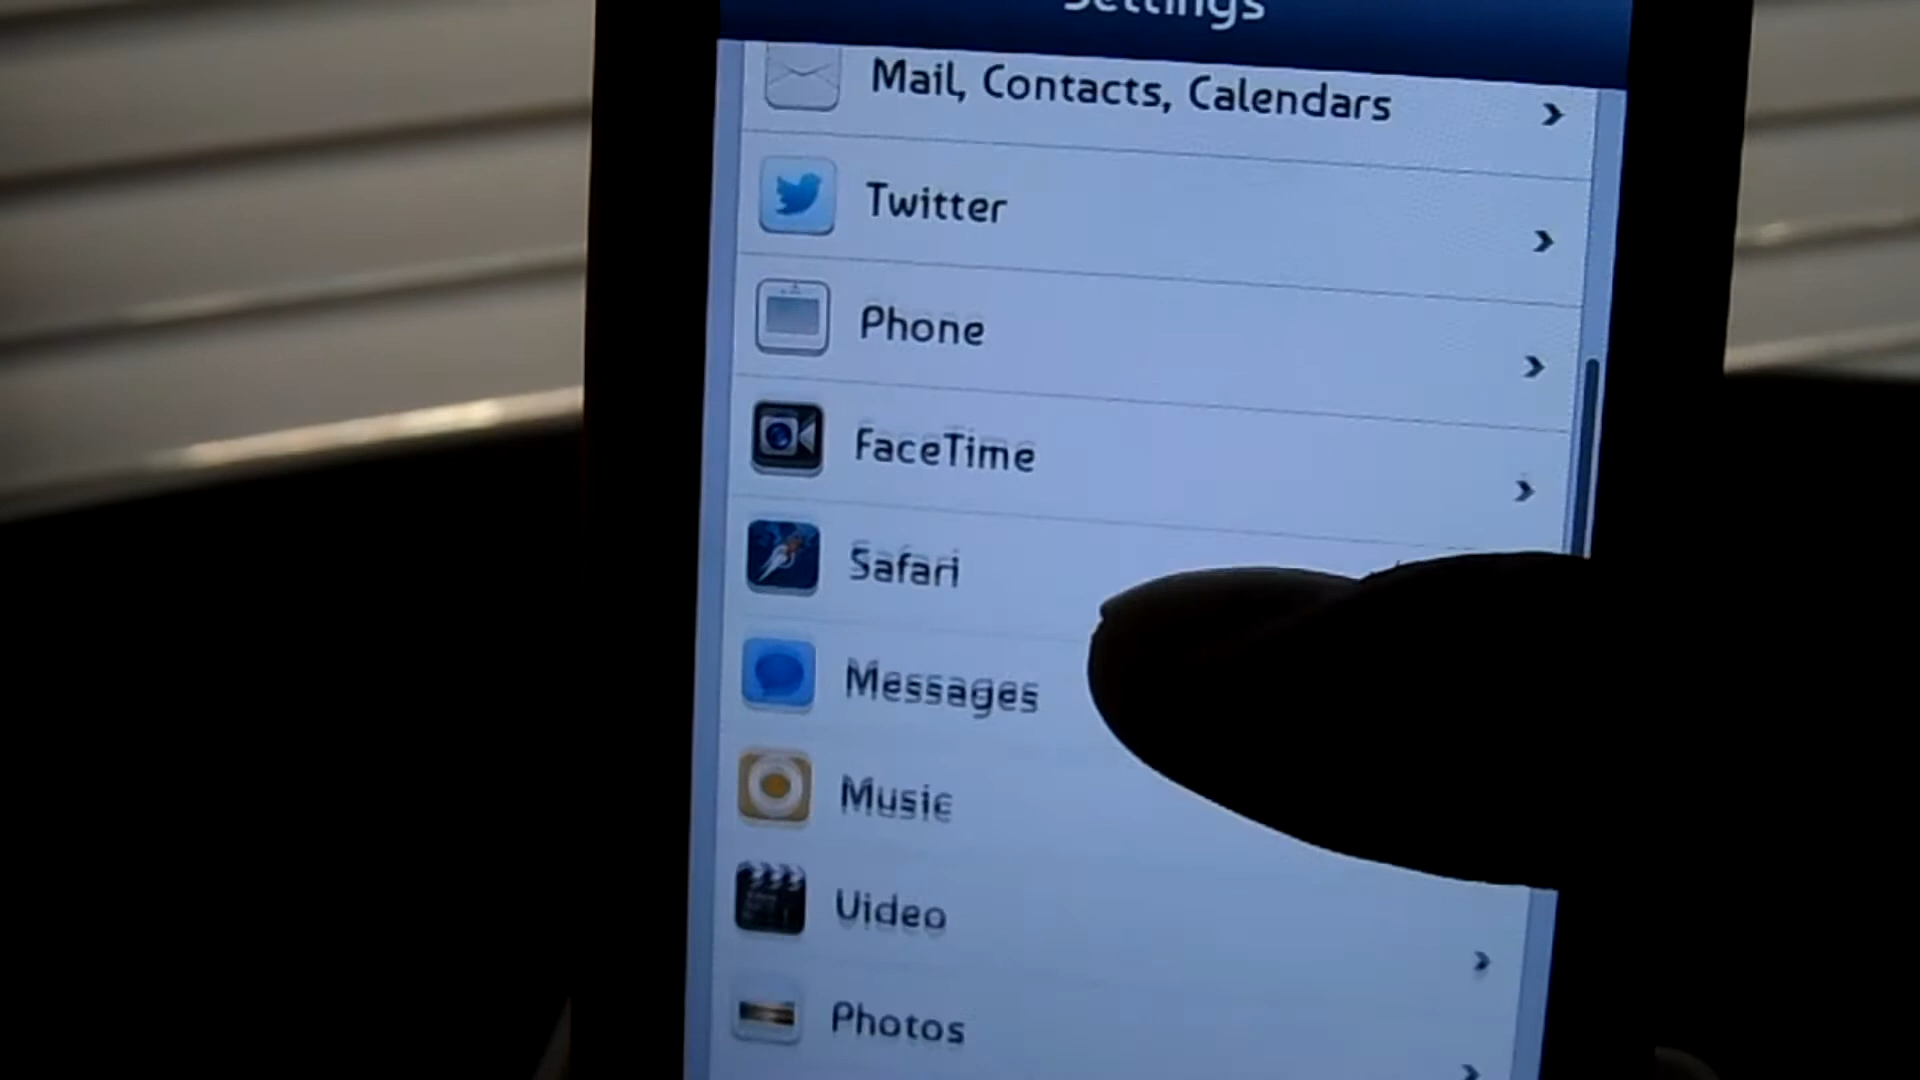 Settings
Mail, Contacts, Calendars
Twitter
Phone
FaceTime
Safari
Messages
Music
Video
Photos